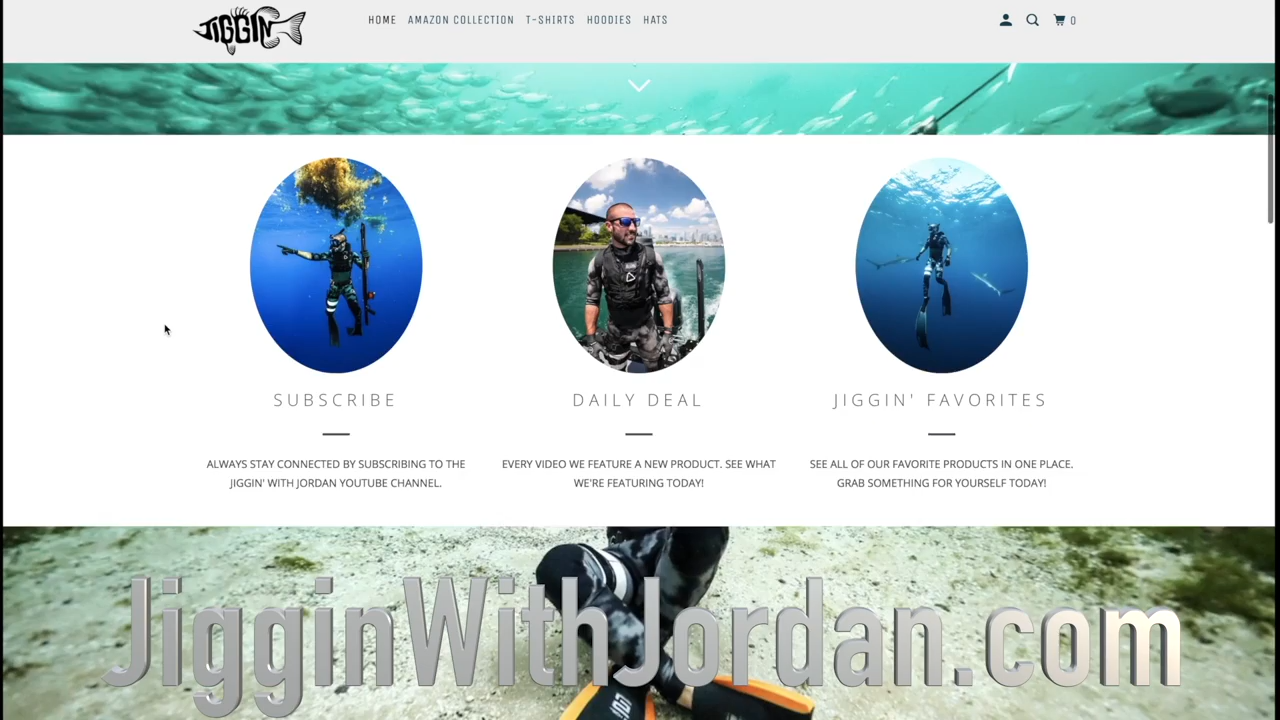 JIGGIN
HOME AMAZON COLLECTION T-SHIRTS HOODIES HATS
0
SUBSCRIBE
ALWAYS STAY CONNECTED BY SUBSCRIBING TO THE
JIGGIN' WITH JORDAN YOUTUBE CHANNEL.
DAILY DEAL
EVERY VIDEO WE FEATURE A NEW PRODUCT. SEE WHAT
WE'RE FEATURING TODAY!
JIGGIN' FAVORITES
SEE ALL OF OUR FAVORITE PRODUCTS IN ONE PLACE.
GRAB SOMETHING FOR YOURSELF TODAY!
JigginWithJordan.com